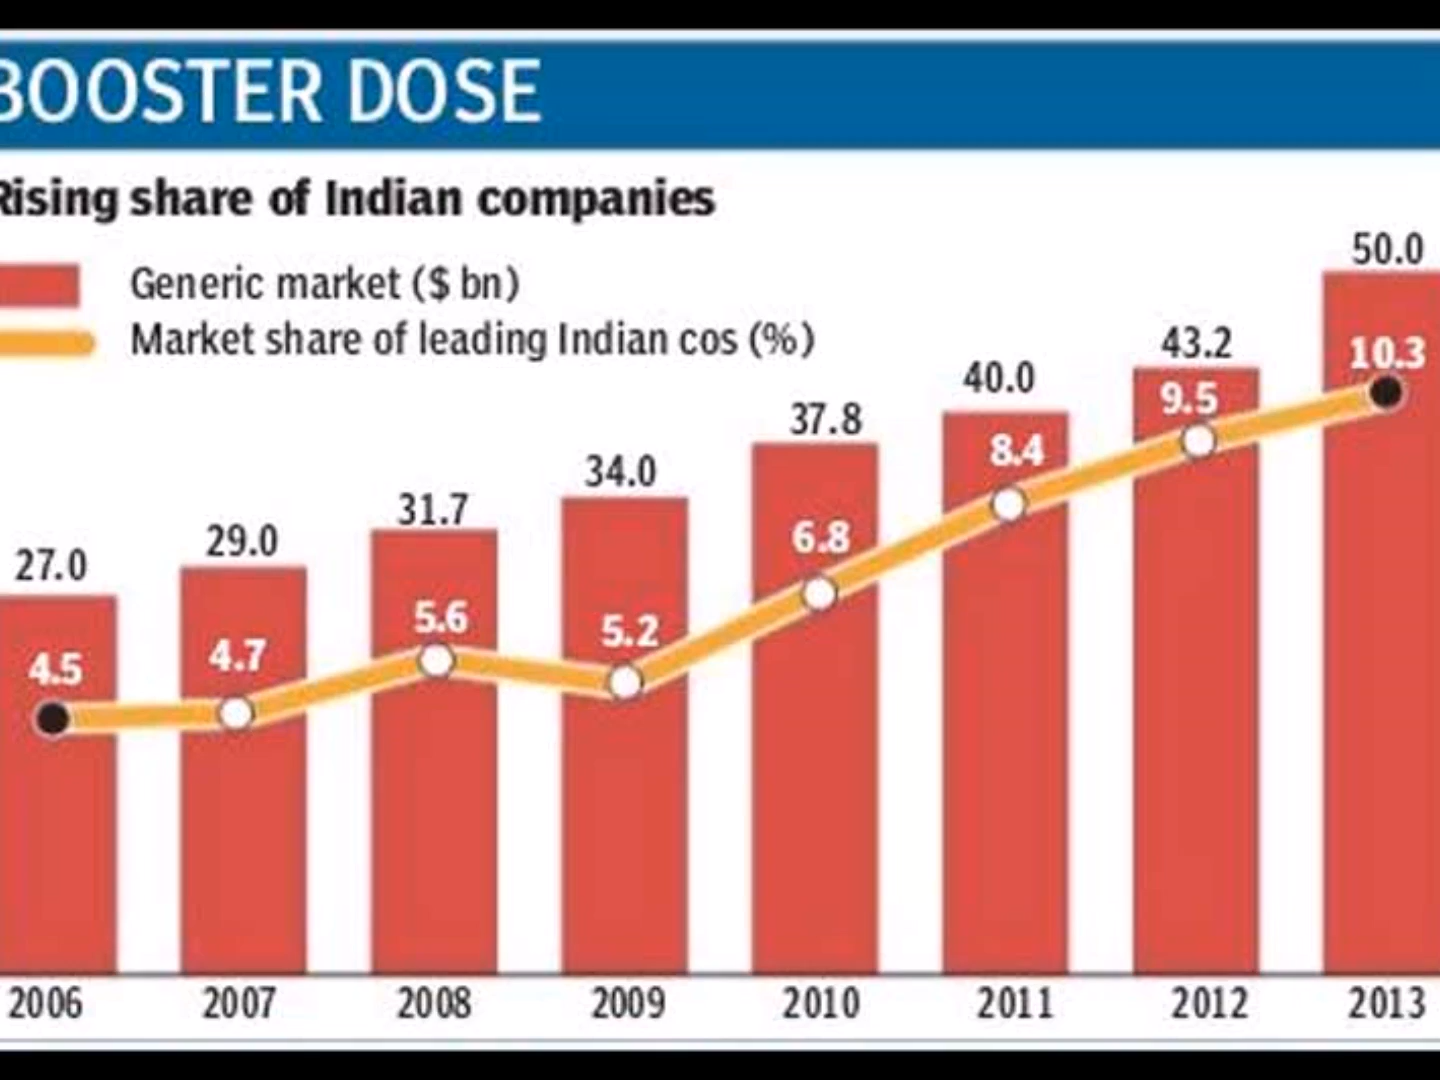 BOOSTER DOSE
Rising share of Indian companies
Generic market ($ bn)
Market share of leading Indian cos (%)
27.0 29.0 31.7 34.0 37.8 40.0 43.2 50.0
4.5 4.7 5.6 5.2 6.8 8.4 9.5 10.3
2006 2007 2008 2009 2010 2011 2012 2013